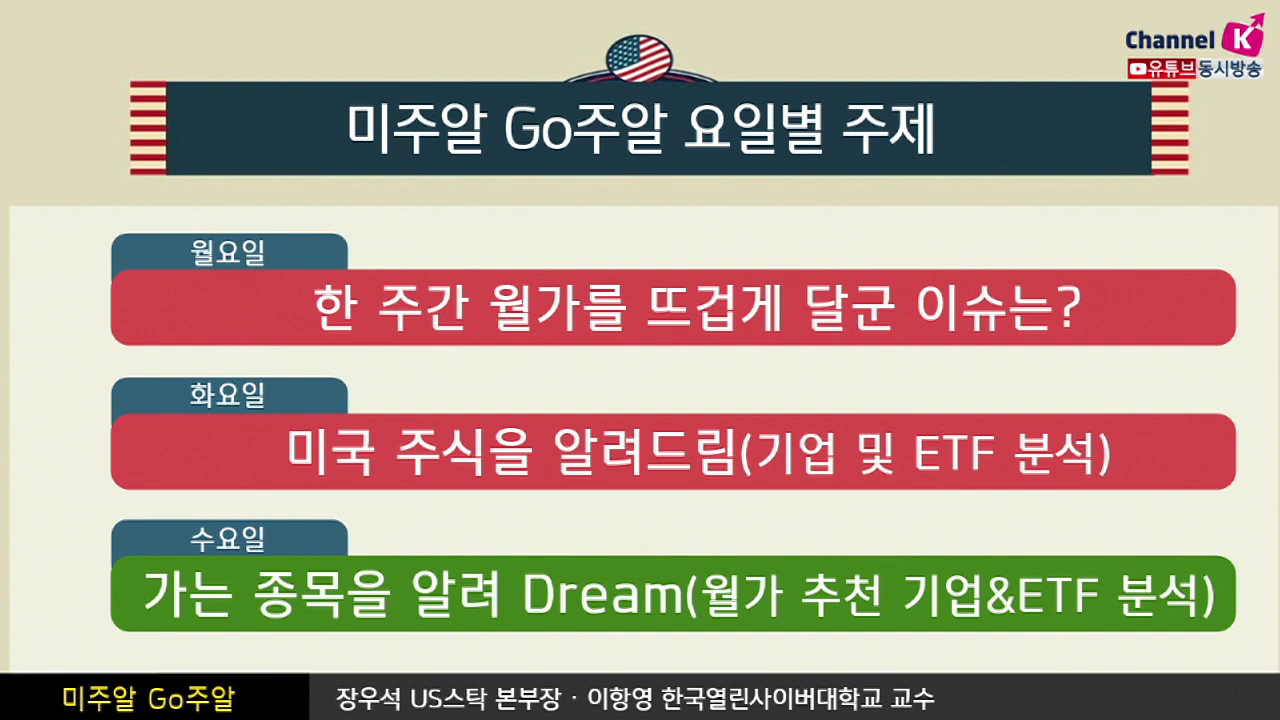 Channel K
유튜브동시방송
미주알 Go주알 요일별 주제
월요일
한 주간 월가를 뜨겁게 달군 이슈는?
화요일
미국 주식을 알려드림(기업 및 ETF 분석)
수요일
가는 종목을 알려 Dream(월가 추천 기업&ETF 분석)
미주알 Go주알
장우석 US스탁 본부장 · 이항영 한국열린사이버대학교 교수